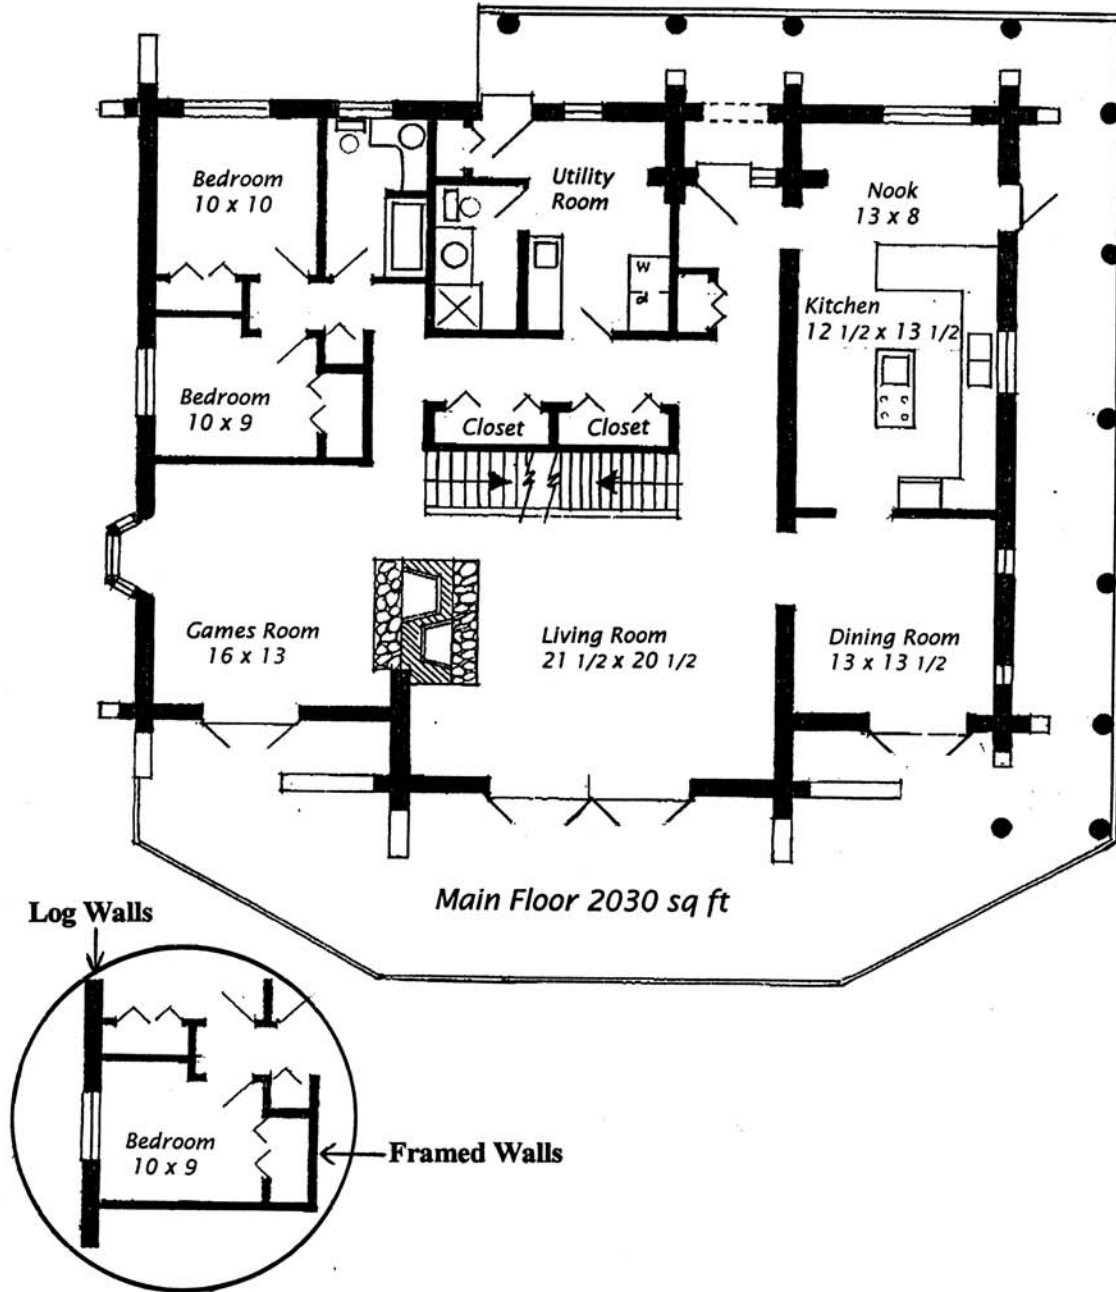 Bedroom
10 x 10
Utility
Room
Nook
13 x 8
W
d
Kitchen
12 1/2 x 13 1/2
Bedroom
10 x 9
Closet
Closet
Games Room
16 x 13
Living Room
21 1/2 x 20 1/2
Dining Room
13 x 13 1/2
Main Floor 2030 sq ft
Log Walls
Bedroom
10 x 9
Framed Walls